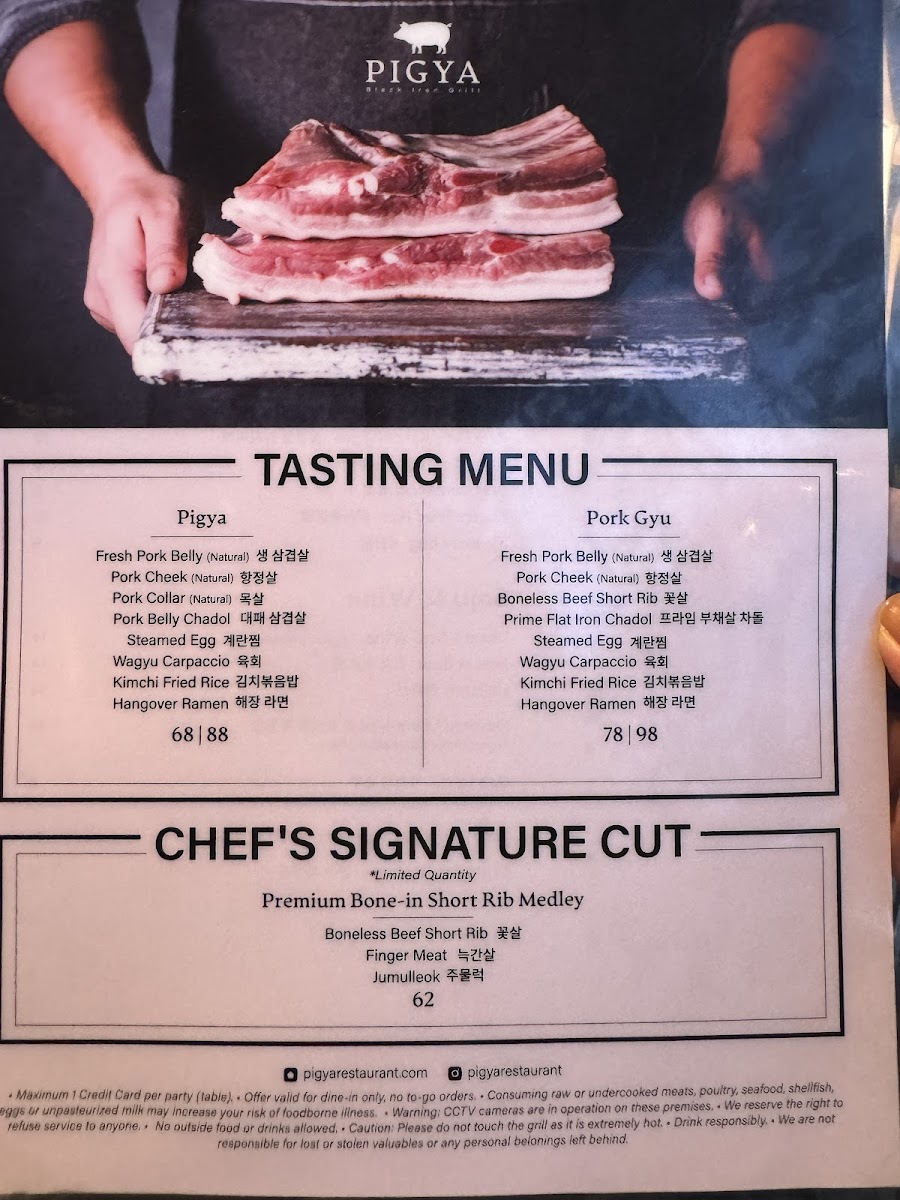 PIGYA
Black Iron Grill
TASTING MENU
Pigya
Fresh Pork Belly (Natural) 생 삼겹살
Pork Cheek (Natural) 항정살
Pork Collar (Natural) 목살
Pork Belly Chadol 대패 삼겹살
Steamed Egg 계란찜
Wagyu Carpaccio 육회
Kimchi Fried Rice 김치볶음밥
Hangover Ramen 해장 라면
68|88
Pork Gyu
Fresh Pork Belly (Natural) 생 삼겹살
Pork Cheek (Natural) 항정살
Boneless Beef Short Rib 꽃살
Prime Flat Iron Chadol 프라임 부채살 차돌
Steamed Egg 계란찜
Wagyu Carpaccio 육회
Kimchi Fried Rice 김치볶음밥
Hangover Ramen 해장 라면
78|98
CHEF'S SIGNATURE CUT
*Limited Quantity
Premium Bone-in Short Rib Medley
Boneless Beef Short Rib 꽃살
Finger Meat 늑간살
Jumulleok 주물럭
62
pigyarestaurant.com pigyarestaurant
• Maximum 1 Credit Card per party (table). • Offer valid for dine-in only, no to-go orders. • Consuming raw or undercooked meats, poultry, seafood, shellfish,
eggs or unpasteurized milk may increase your risk of foodborne illness. • Warning: CCTV cameras are in operation on these premises. • We reserve the right to
refuse service to anyone. • No outside food or drinks allowed. • Caution: Please do not touch the grill as it is extremely hot. • Drink responsibly. • We are not
responsible for lost or stolen valuables or any personal belonings left behind.